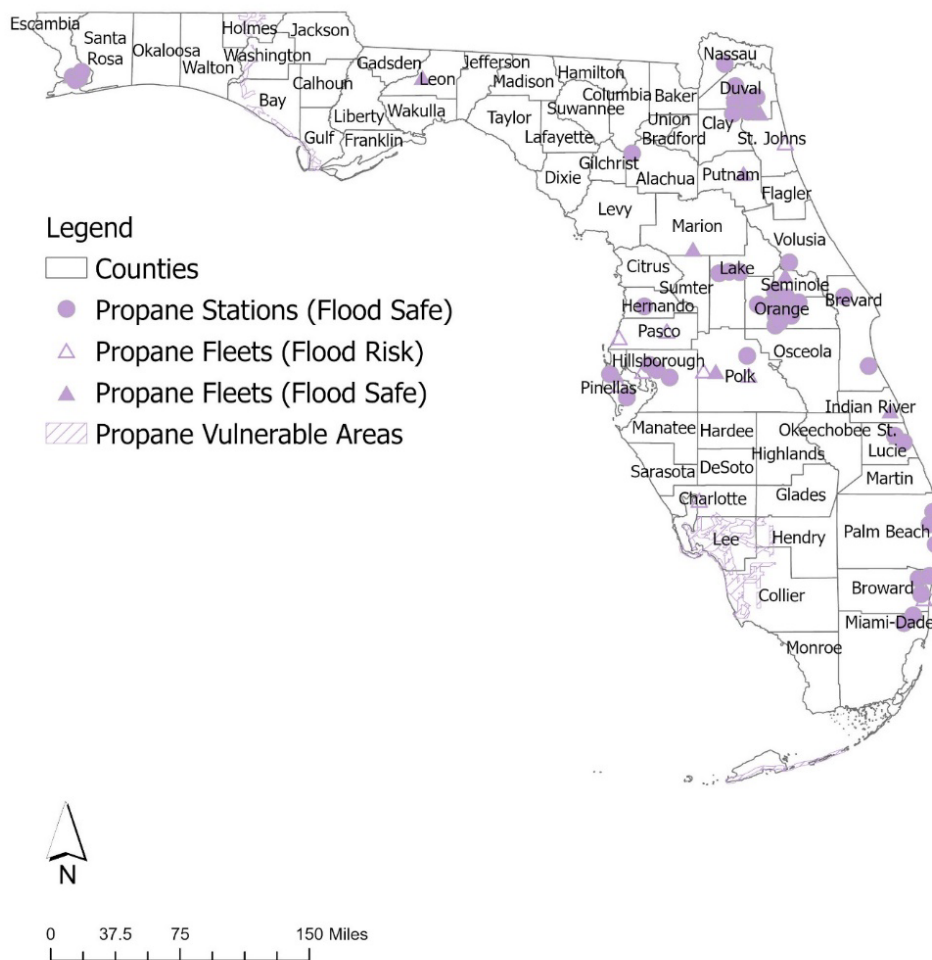 Escambia
Santa
Rosa
Okaloosa
Walton
Holmes
Jackson
Washington
Calhoun
Bay
Gulf
Liberty
Franklin
Gadsden
Leon
Wakulla
Jefferson
Madison
Taylor
Hamilton
Suwannee
Columbia
Lafayette
Dixie
Gilchrist
Baker
Union
Bradford
Alachua
Nassau
Duval
Clay
St. Johns
Putnam
Flagler
Levy
Marion
Volusia
Citrus
Sumter
Lake
Seminole
Hernando
Orange
Brevard
Pasco
Osceola
Hillsborough
Polk
Pinellas
Indian River
Manatee
Hardee
Okeechobee
St.
Lucie
Highlands
Sarasota
DeSoto
Martin
Charlotte
Glades
Lee
Hendry
Palm Beach
Collier
Broward
Miami-Dade
Monroe
Legend
Counties
Propane Stations (Flood Safe)
Propane Fleets (Flood Risk)
Propane Fleets (Flood Safe)
Propane Vulnerable Areas
N
0 37.5 75 150 Miles